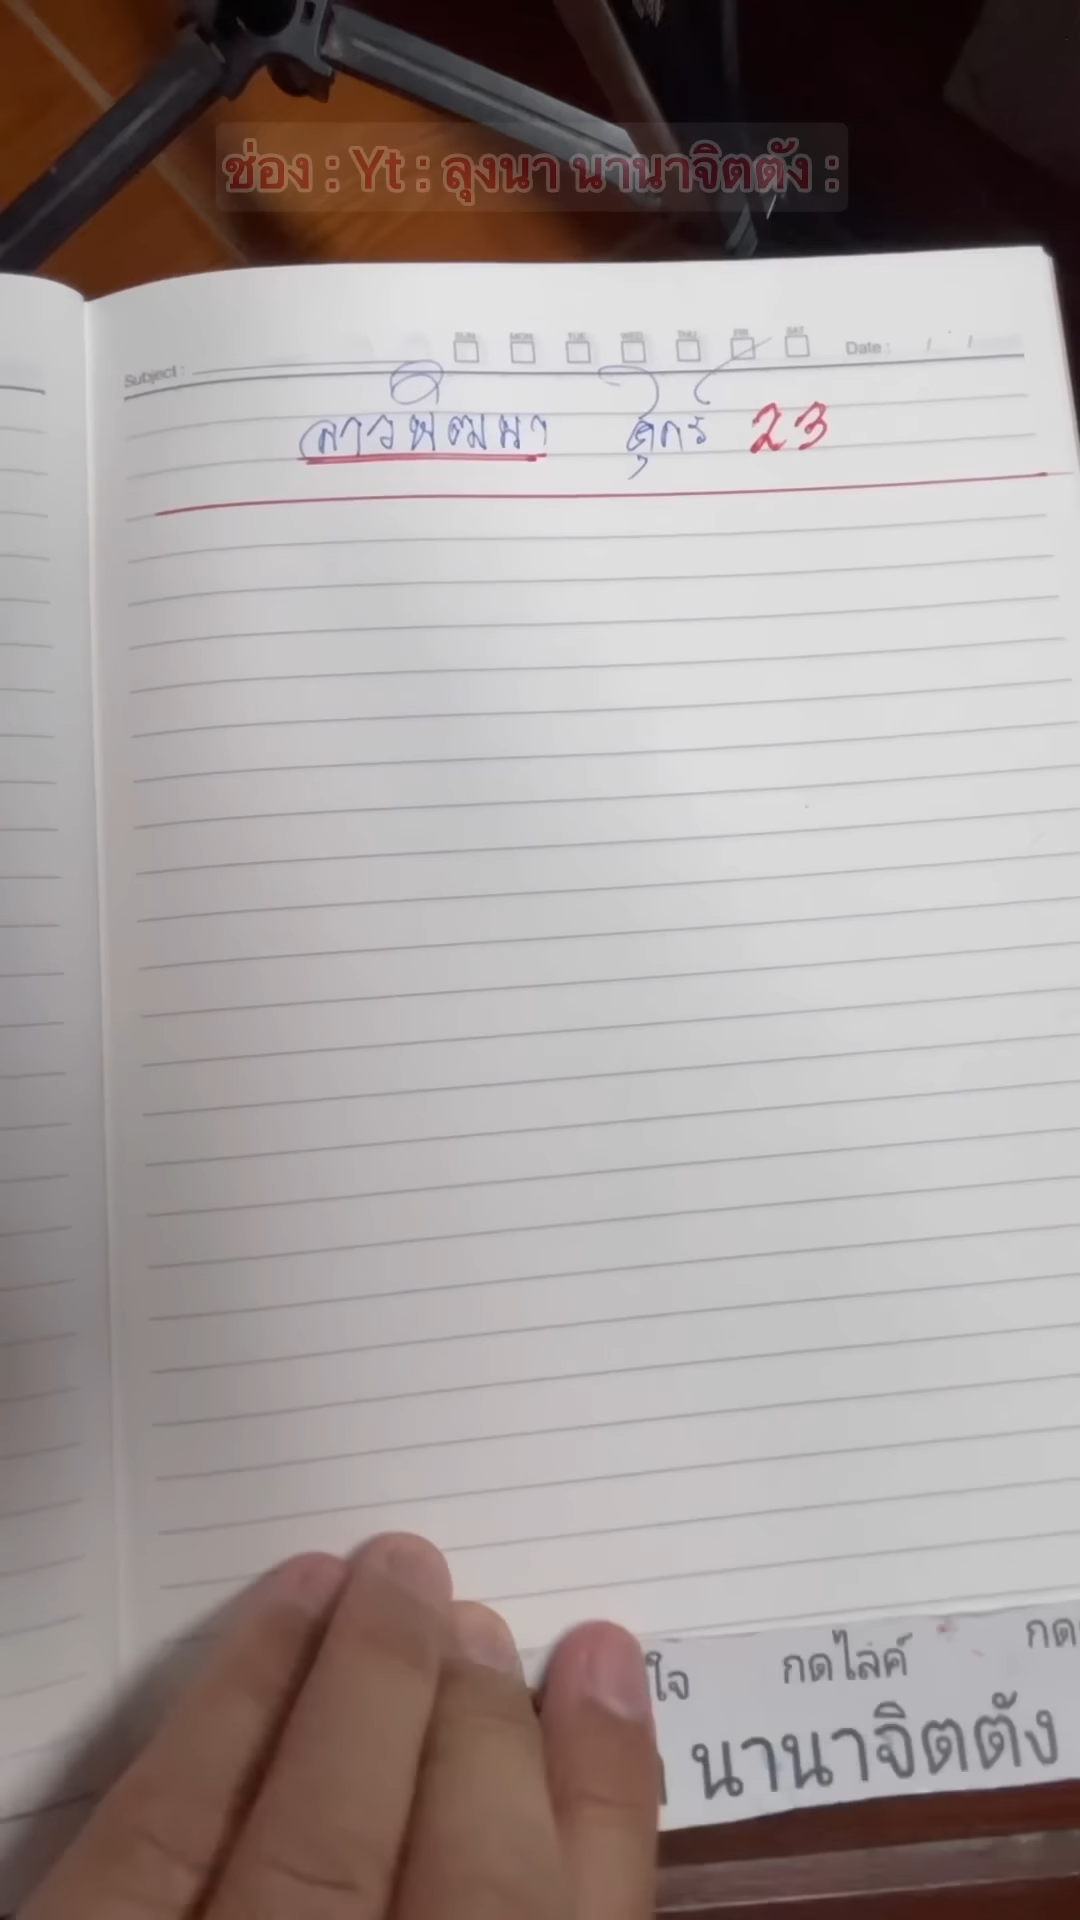 ช่อง : Yt : ลุงนา นานาจิตตัง :
SUN MON TUE WED THU FRI SAT
Subject : Date : / /
ลาวพัฒนา ศุกร์ 23
ใจ กดไลค์ กด
นานาจิตตัง